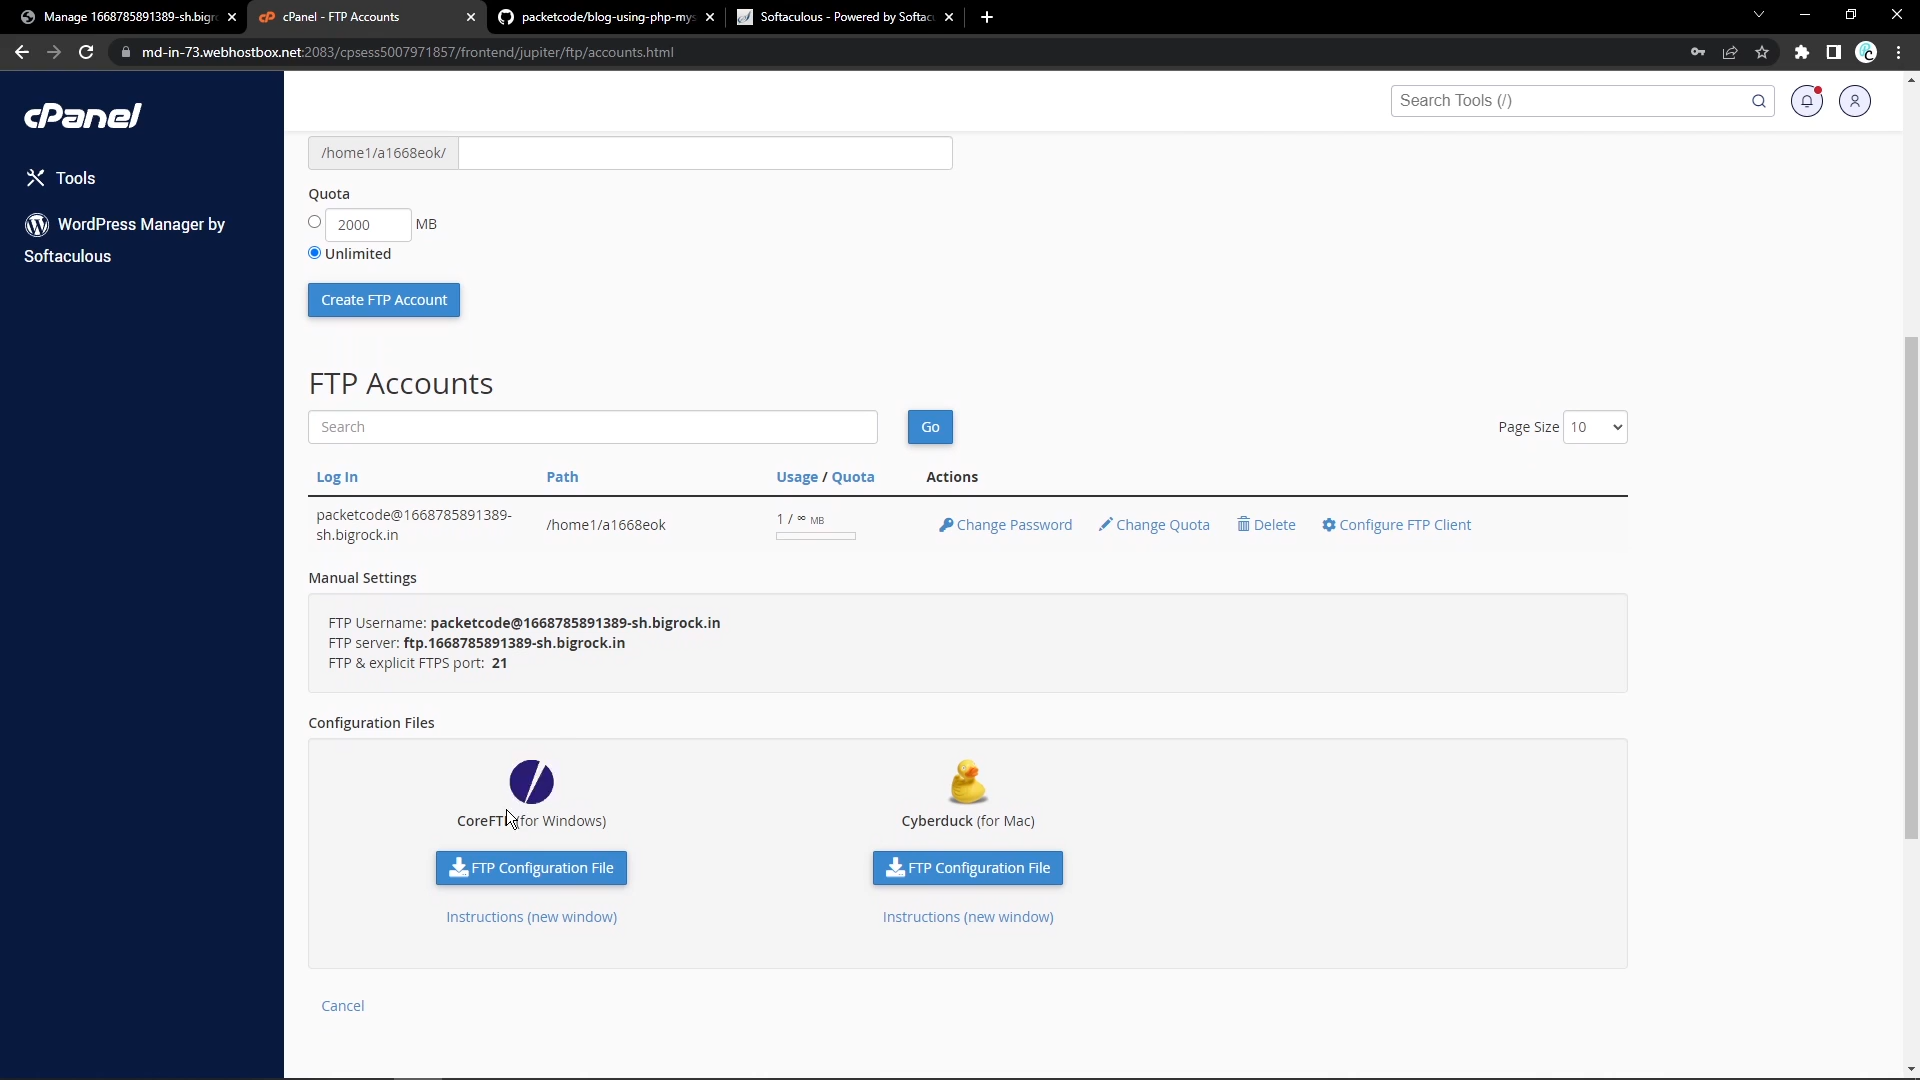 Manage 1668785891389-sh.bigr
cPanel - FTP Accounts
packetcode/blog-using-php-mys
Softaculous - Powered by Softac
md-in-73.webhostbox.net:2083/cpsess5007971857/frontend/jupiter/ftp/accounts.html
cPanel
Search Tools (/)
Tools
WordPress Manager by
Softaculous
/home1/a1668eok/
Quota
2000 MB
Unlimited
Create FTP Account
FTP Accounts
Search
Go
Page Size 10
Log In Path Usage / Quota Actions
packetcode@1668785891389-
sh.bigrock.in
/home1/a1668eok
1 / ∞ MB
Change Password Change Quota Delete Configure FTP Client
Manual Settings
FTP Username: packetcode@1668785891389-sh.bigrock.in
FTP server: ftp.1668785891389-sh.bigrock.in
FTP & explicit FTPS port: 21
Configuration Files
CoreFTP (for Windows)
Cyberduck (for Mac)
FTP Configuration File
FTP Configuration File
Instructions (new window)
Instructions (new window)
Cancel